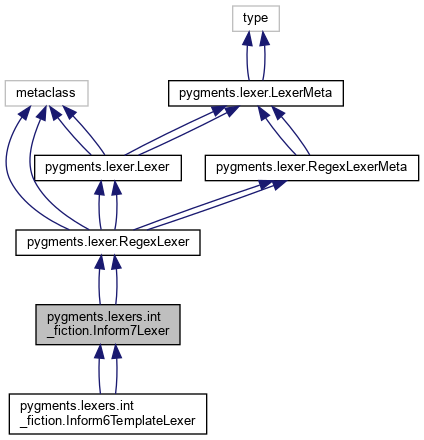 type
metaclass
pygments.lexer.LexerMeta
pygments.lexer.Lexer
pygments.lexer.RegexLexerMeta
pygments.lexer.RegexLexer
pygments.lexers.int
_fiction.Inform7Lexer
pygments.lexers.int
_fiction.Inform6TemplateLexer